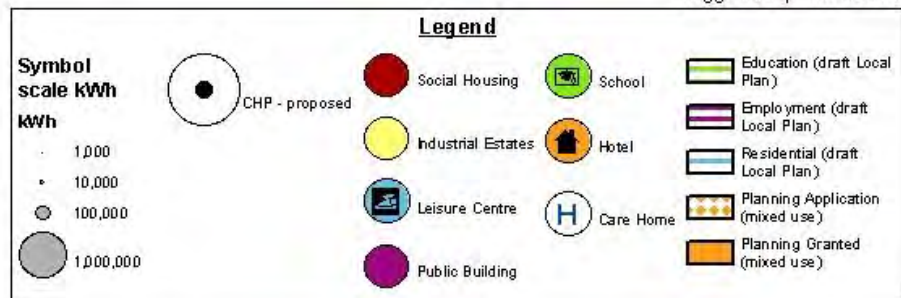 Legend
Symbol
scale kWh
kWh
1,000
10,000
100,000
1,000,000
CHP - proposed
Social Housing
Industrial Estates
Leisure Centre
Public Building
School
Hotel
H
Care Home
Education (draft Local
Plan)
Employment (draft
Local Plan)
Residential (draft
Local Plan)
Planning Application
(mixed use)
Planning Granted
(mixed use)